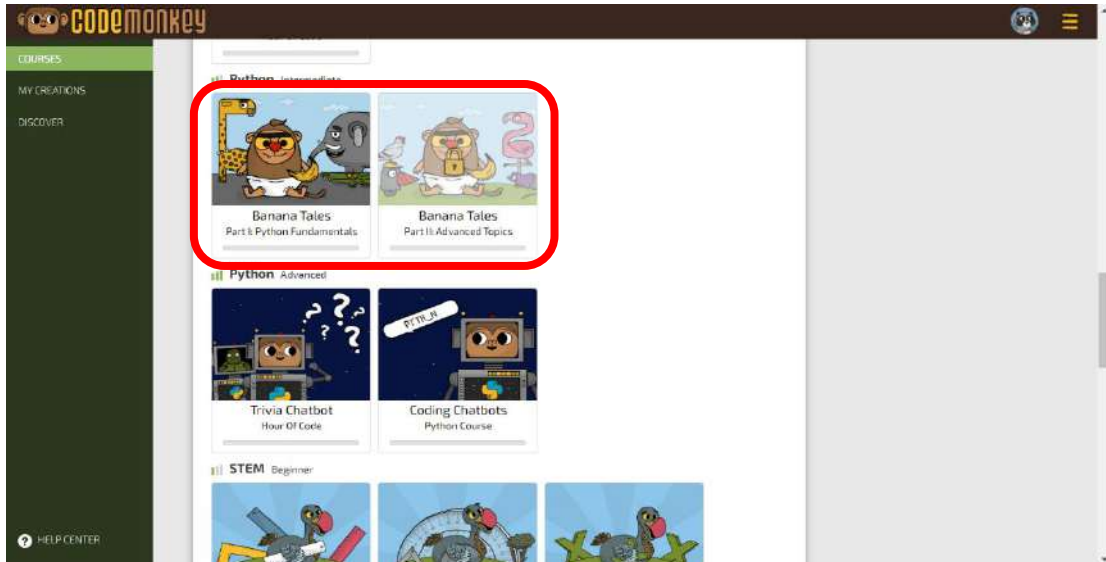 CODEMONKEY
COURSES
MY CREATIONS
DISCOVER
Python Intermediate
Banana Tales
Part I: Python Fundamentals
Banana Tales
Part II: Advanced Topics
Python Advanced
? ? ? ?
PYTH_N
Trivia Chatbot
Hour Of Code
Coding Chatbots
Python Course
STEM Beginner
? HELP CENTER